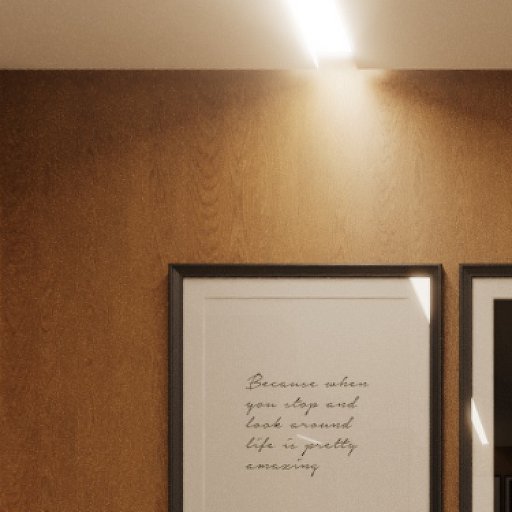 Because when
you stop and
look around
life is pretty
amazing